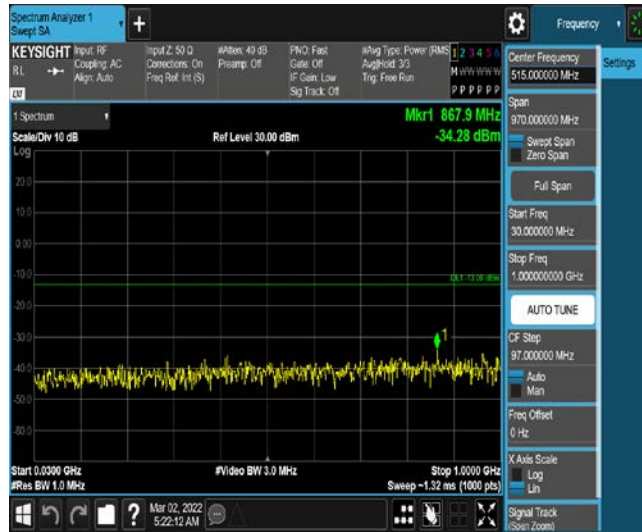 Spectrum Analyzer 1
Swept SA
+
Frequency
KEYSIGHT
Input: RF
Input Z: 50 Ω
#Atten: 40 dB
PNO: Fast
#Avg Type: Power (RMS
1 2 3 4 5 6
RL
Coupling: AC
Corrections: On
Preamp: Off
Gate: Off
Avg|Hold: 3/3
M W W W W W
Align: Auto
Freq Ref: Int (S)
IF Gain: Low
Trig: Free Run
LXI
Sig Track: Off
P P P P P P
1 Spectrum
Mkr1 867.9 MHz
Scale/Div 10 dB
Ref Level 30.00 dBm
-34.28 dBm
Log
20.0
10.0
0.00
-10.0
DL1 -13.00 dBm
-20.0
-30.0
1
-40.0
-50.0
-60.0
Start 0.0300 GHz
#Video BW 3.0 MHz
Stop 1.0000 GHz
#Res BW 1.0 MHz
Sweep ~1.32 ms (1000 pts)
Mar 02, 2022
5:22:12 AM
?
Settings
Center Frequency
515.000000 MHz
Span
970.000000 MHz
Swept Span
Zero Span
Full Span
Start Freq
30.000000 MHz
Stop Freq
1.000000000 GHz
AUTO TUNE
CF Step
97.000000 MHz
Auto
Man
Freq Offset
0 Hz
X Axis Scale
Log
Lin
Signal Track
(Span Zoom)